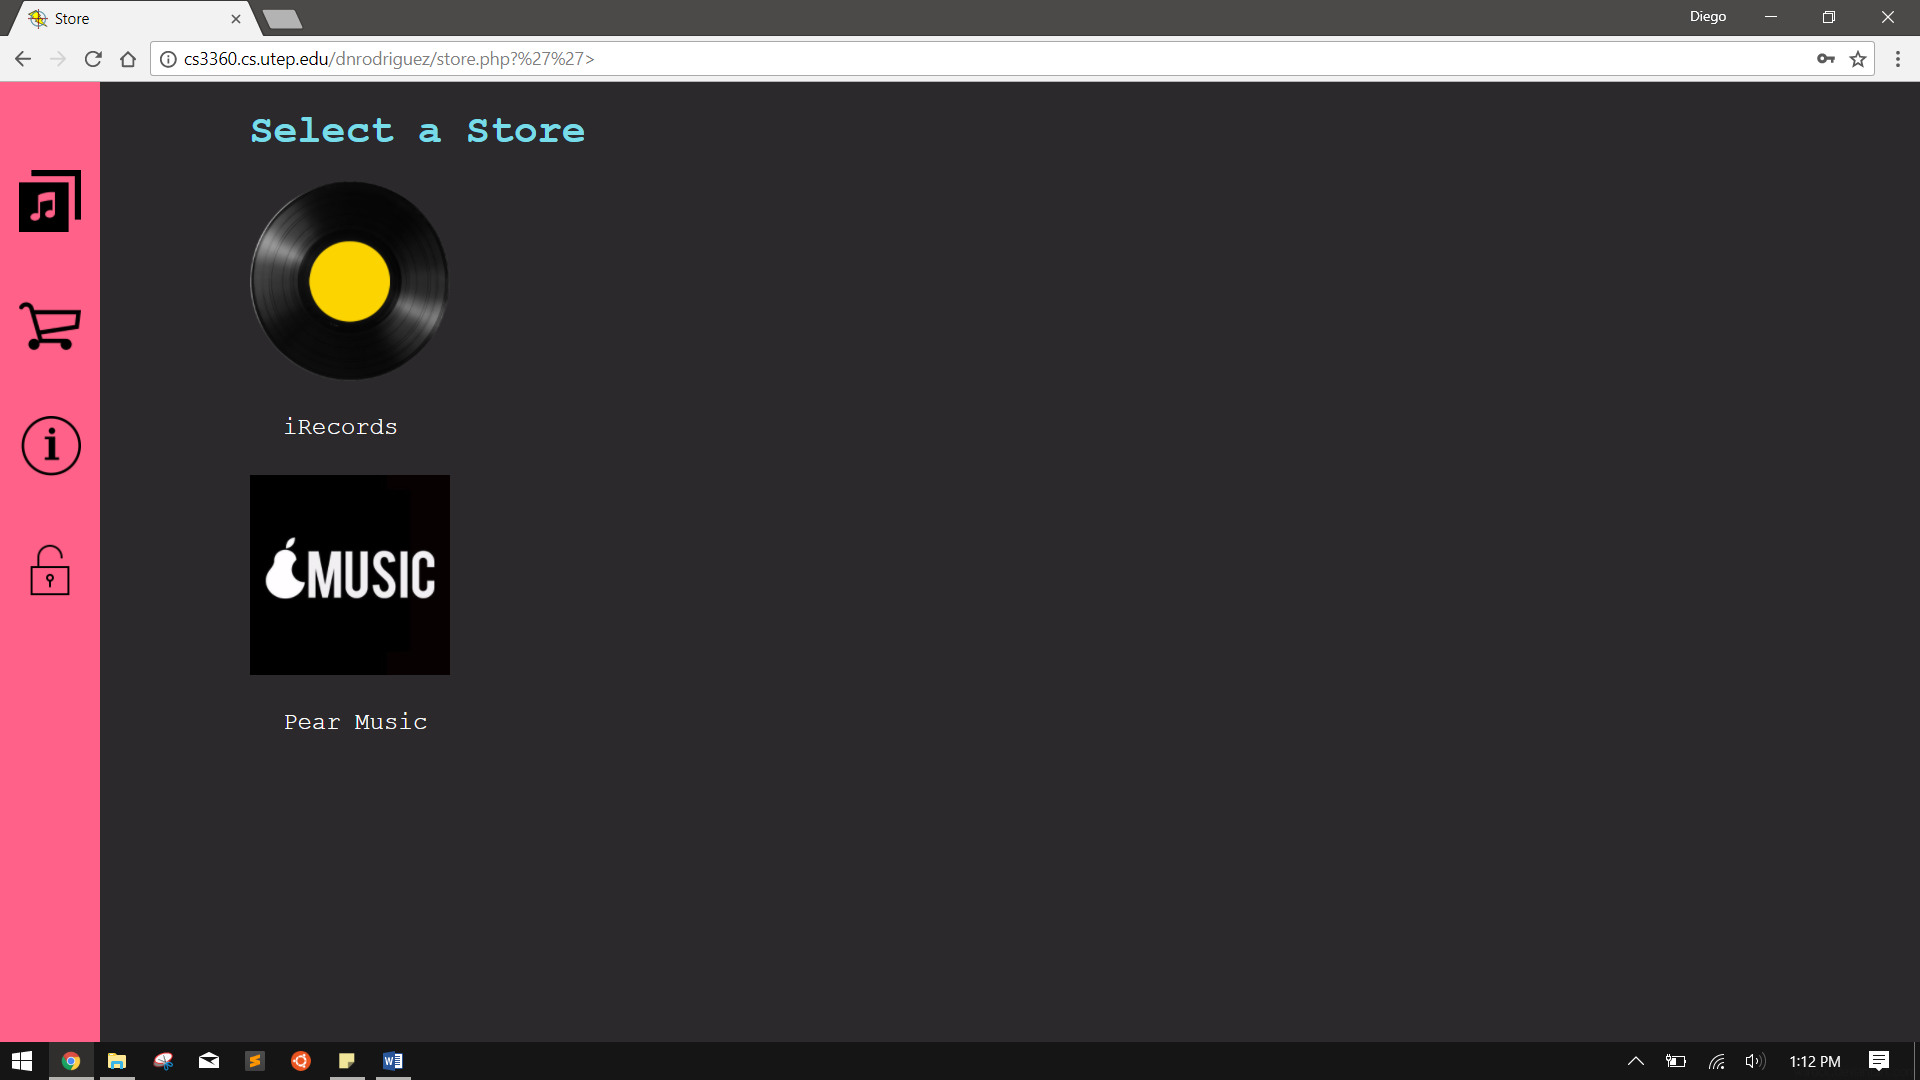 Store
Diego
cs3360.cs.utep.edu/dnrodriguez/store.php?%27%27>
Select a Store
iRecords
MUSIC
Pear Music
1:12 PM